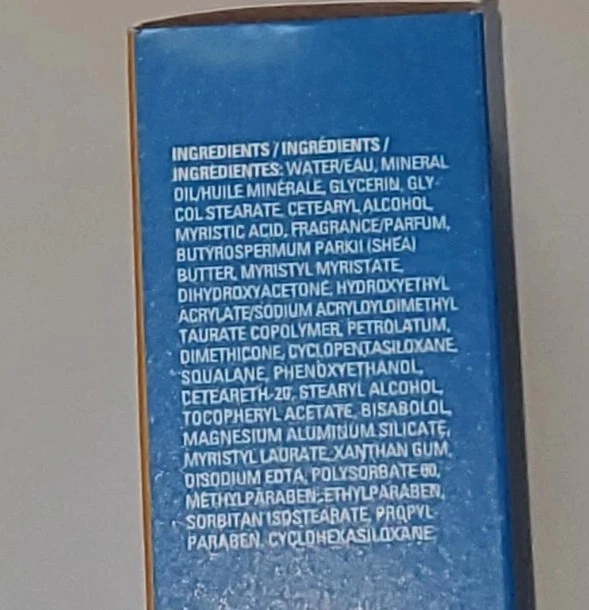 INGREDIENTS / INGRÉDIENTS /
INGREDIENTES: WATER/EAU, MINERAL
OIL/HUILE MINÉRALE, GLYCERIN, GLY-
COL STEARATE, CETEARYL ALCOHOL,
MYRISTIC ACID, FRAGRANCE/PARFUM,
BUTYROSPERMUM PARKII (SHEA)
BUTTER, MYRISTYL MYRISTATE,
DIHYDROXYACETONE, HYDROXYETHYL
ACRYLATE/SODIUM ACRYLOYLDIMETHYL
TAURATE COPOLYMER, PETROLATUM,
DIMETHICONE, CYCLOPENTASILOXANE,
SQUALANE, PHENOXYETHANOL,
CETEARETH-20, STEARYL ALCOHOL,
TOCOPHERYL ACETATE, BISABOLOL,
MAGNESIUM ALUMINUM SILICATE,
MYRISTYL LAURATE, XANTHAN GUM,
DISODIUM EDTA, POLYSORBATE 60,
METHYLPARABEN, ETHYLPARABEN,
SORBITAN ISOSTEARATE, PROPYL-
PARABEN, CYCLOHEXASILOXANE